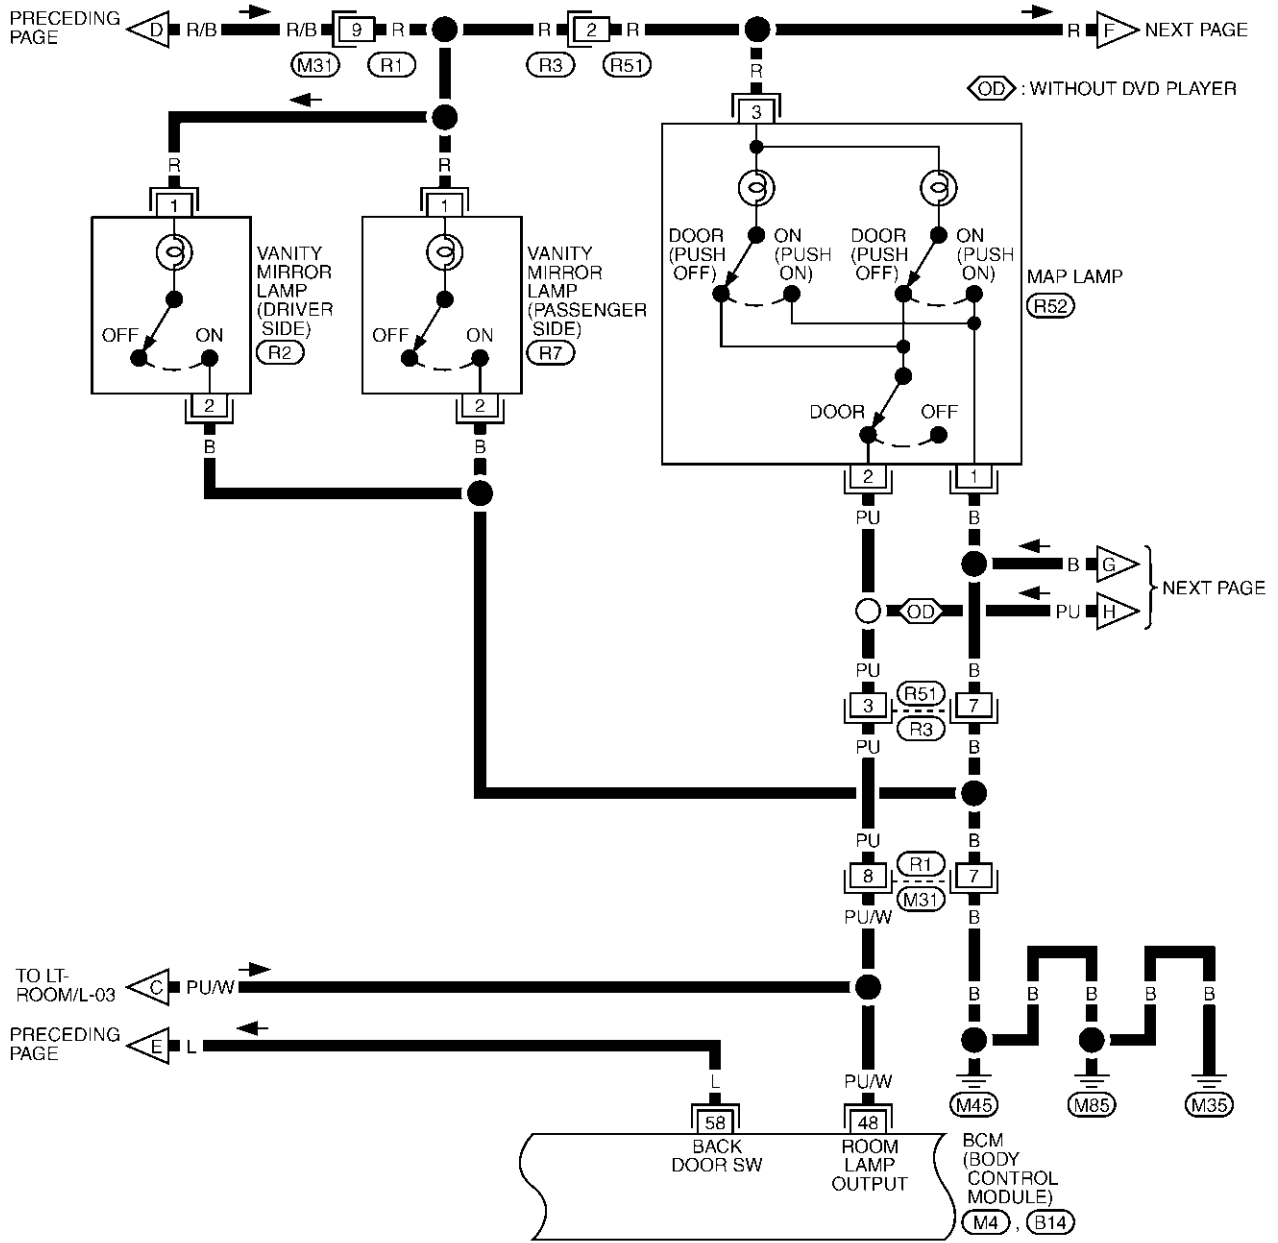 PRECEDING
PAGE
D
R/B
R/B
9
R
R
2
R
R
F
NEXT PAGE
M31
R1
R3
R51
R
OD : WITHOUT DVD PLAYER
3
R
R
1
1
DOOR
(PUSH
OFF)
ON
(PUSH
ON)
DOOR
(PUSH
OFF)
ON
(PUSH
ON)
MAP LAMP
R52
VANITY
MIRROR
LAMP
(DRIVER
SIDE)
R2
OFF
ON
VANITY
MIRROR
LAMP
(PASSENGER
SIDE)
R7
OFF
ON
2
2
DOOR
OFF
B
B
2
1
PU
B
B
G
OD
PU
H
NEXT PAGE
PU
B
3
R51
7
R3
PU
B
PU
B
8
R1
7
M31
PU/W
B
TO LT-
ROOM/L-03
C
PU/W
B
B
B
B
B
PRECEDING
PAGE
E
L
L
PU/W
M45
M85
M35
58
48
BACK
DOOR SW
ROOM
LAMP
OUTPUT
BCM
(BODY
CONTROL
MODULE)
M4 , B14